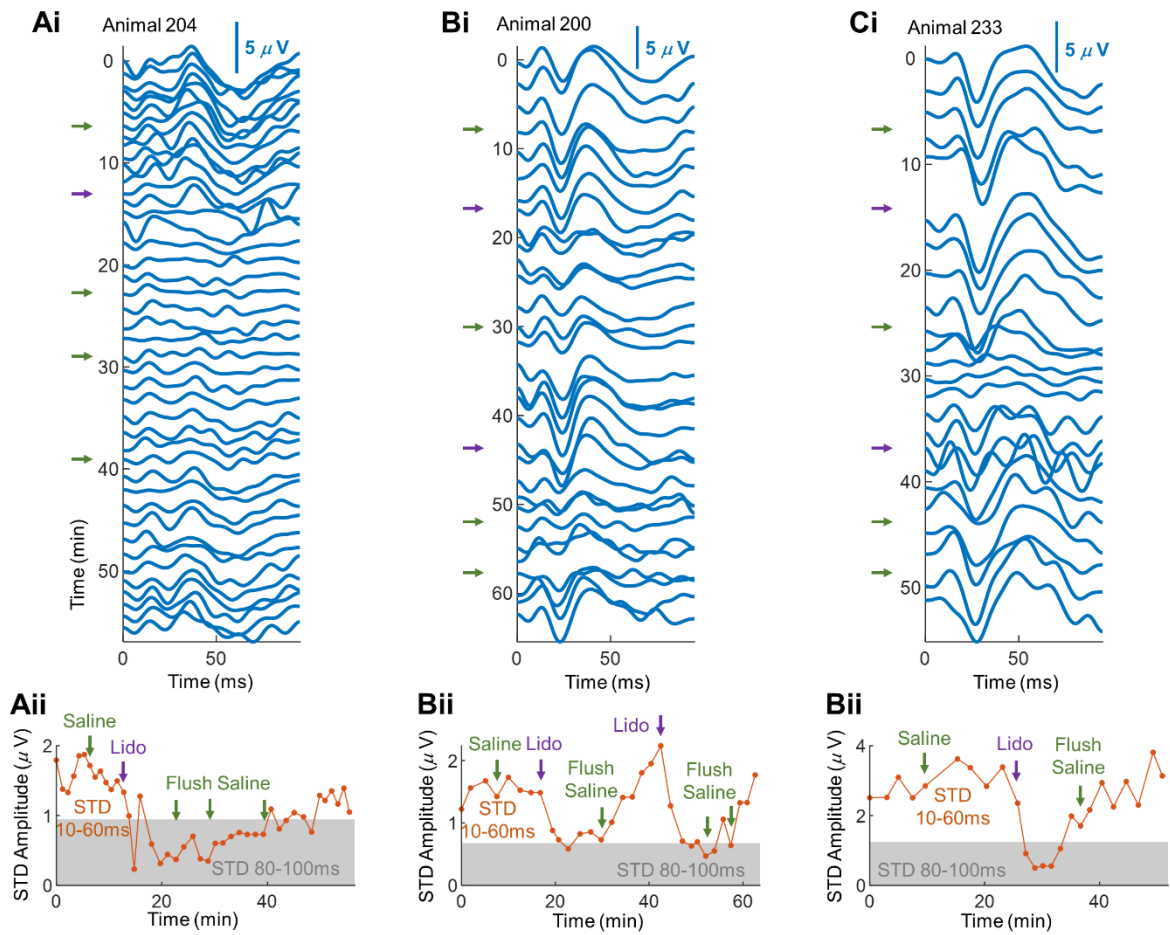 Ai
Animal 204
5 μ V
0
10
20
30
40
50
Time (min)
0
50
Time (ms)
Bi
Animal 200
5 μ V
0
10
20
30
40
50
60
0
50
Time (ms)
Ci
Animal 233
5 μ V
0
10
20
30
40
50
0
50
Time (ms)
Aii
Saline
Lido
Flush Saline
STD
10-60ms
STD 80-100ms
STD Amplitude (μ V)
2
1
0
0
20
40
Time (min)
Bii
Saline
Lido
Lido
Flush
Saline
Flush
Saline
STD
10-60ms
STD 80-100ms
STD Amplitude (μ V)
2
1
0
0
20
40
60
Time (min)
Bii
Saline
Lido
Flush
Saline
STD
10-60ms
STD 80-100ms
STD Amplitude (μ V)
4
2
0
0
20
40
Time (min)